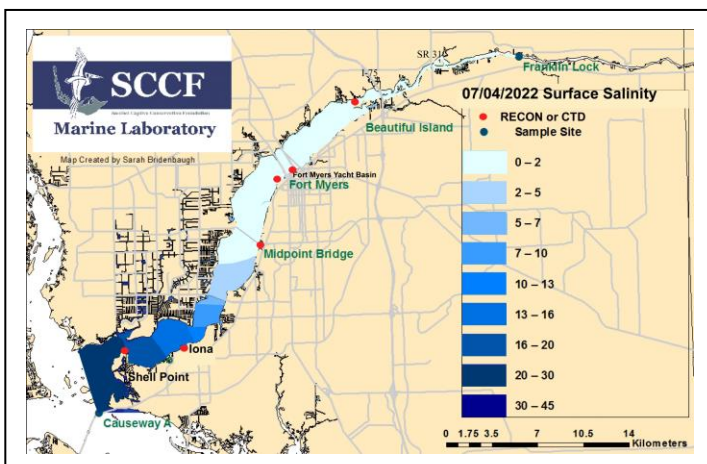 SCCF
Marine Laboratory
Map Created by Sarah Bridenbaugh
I-75
SR 31
Franklin Lock
07/04/2022 Surface Salinity
RECON or CTD
Sample Site
Beautiful Island
Fort Myers Yacht Basin
Fort Myers
Midpoint Bridge
Iona
Shell Point
Causeway A
0 – 2
2 – 5
5 – 7
7 – 10
10 – 13
13 – 16
16 – 20
20 – 30
30 – 45
0 1.75 3.5 7 10.5 14
Kilometers